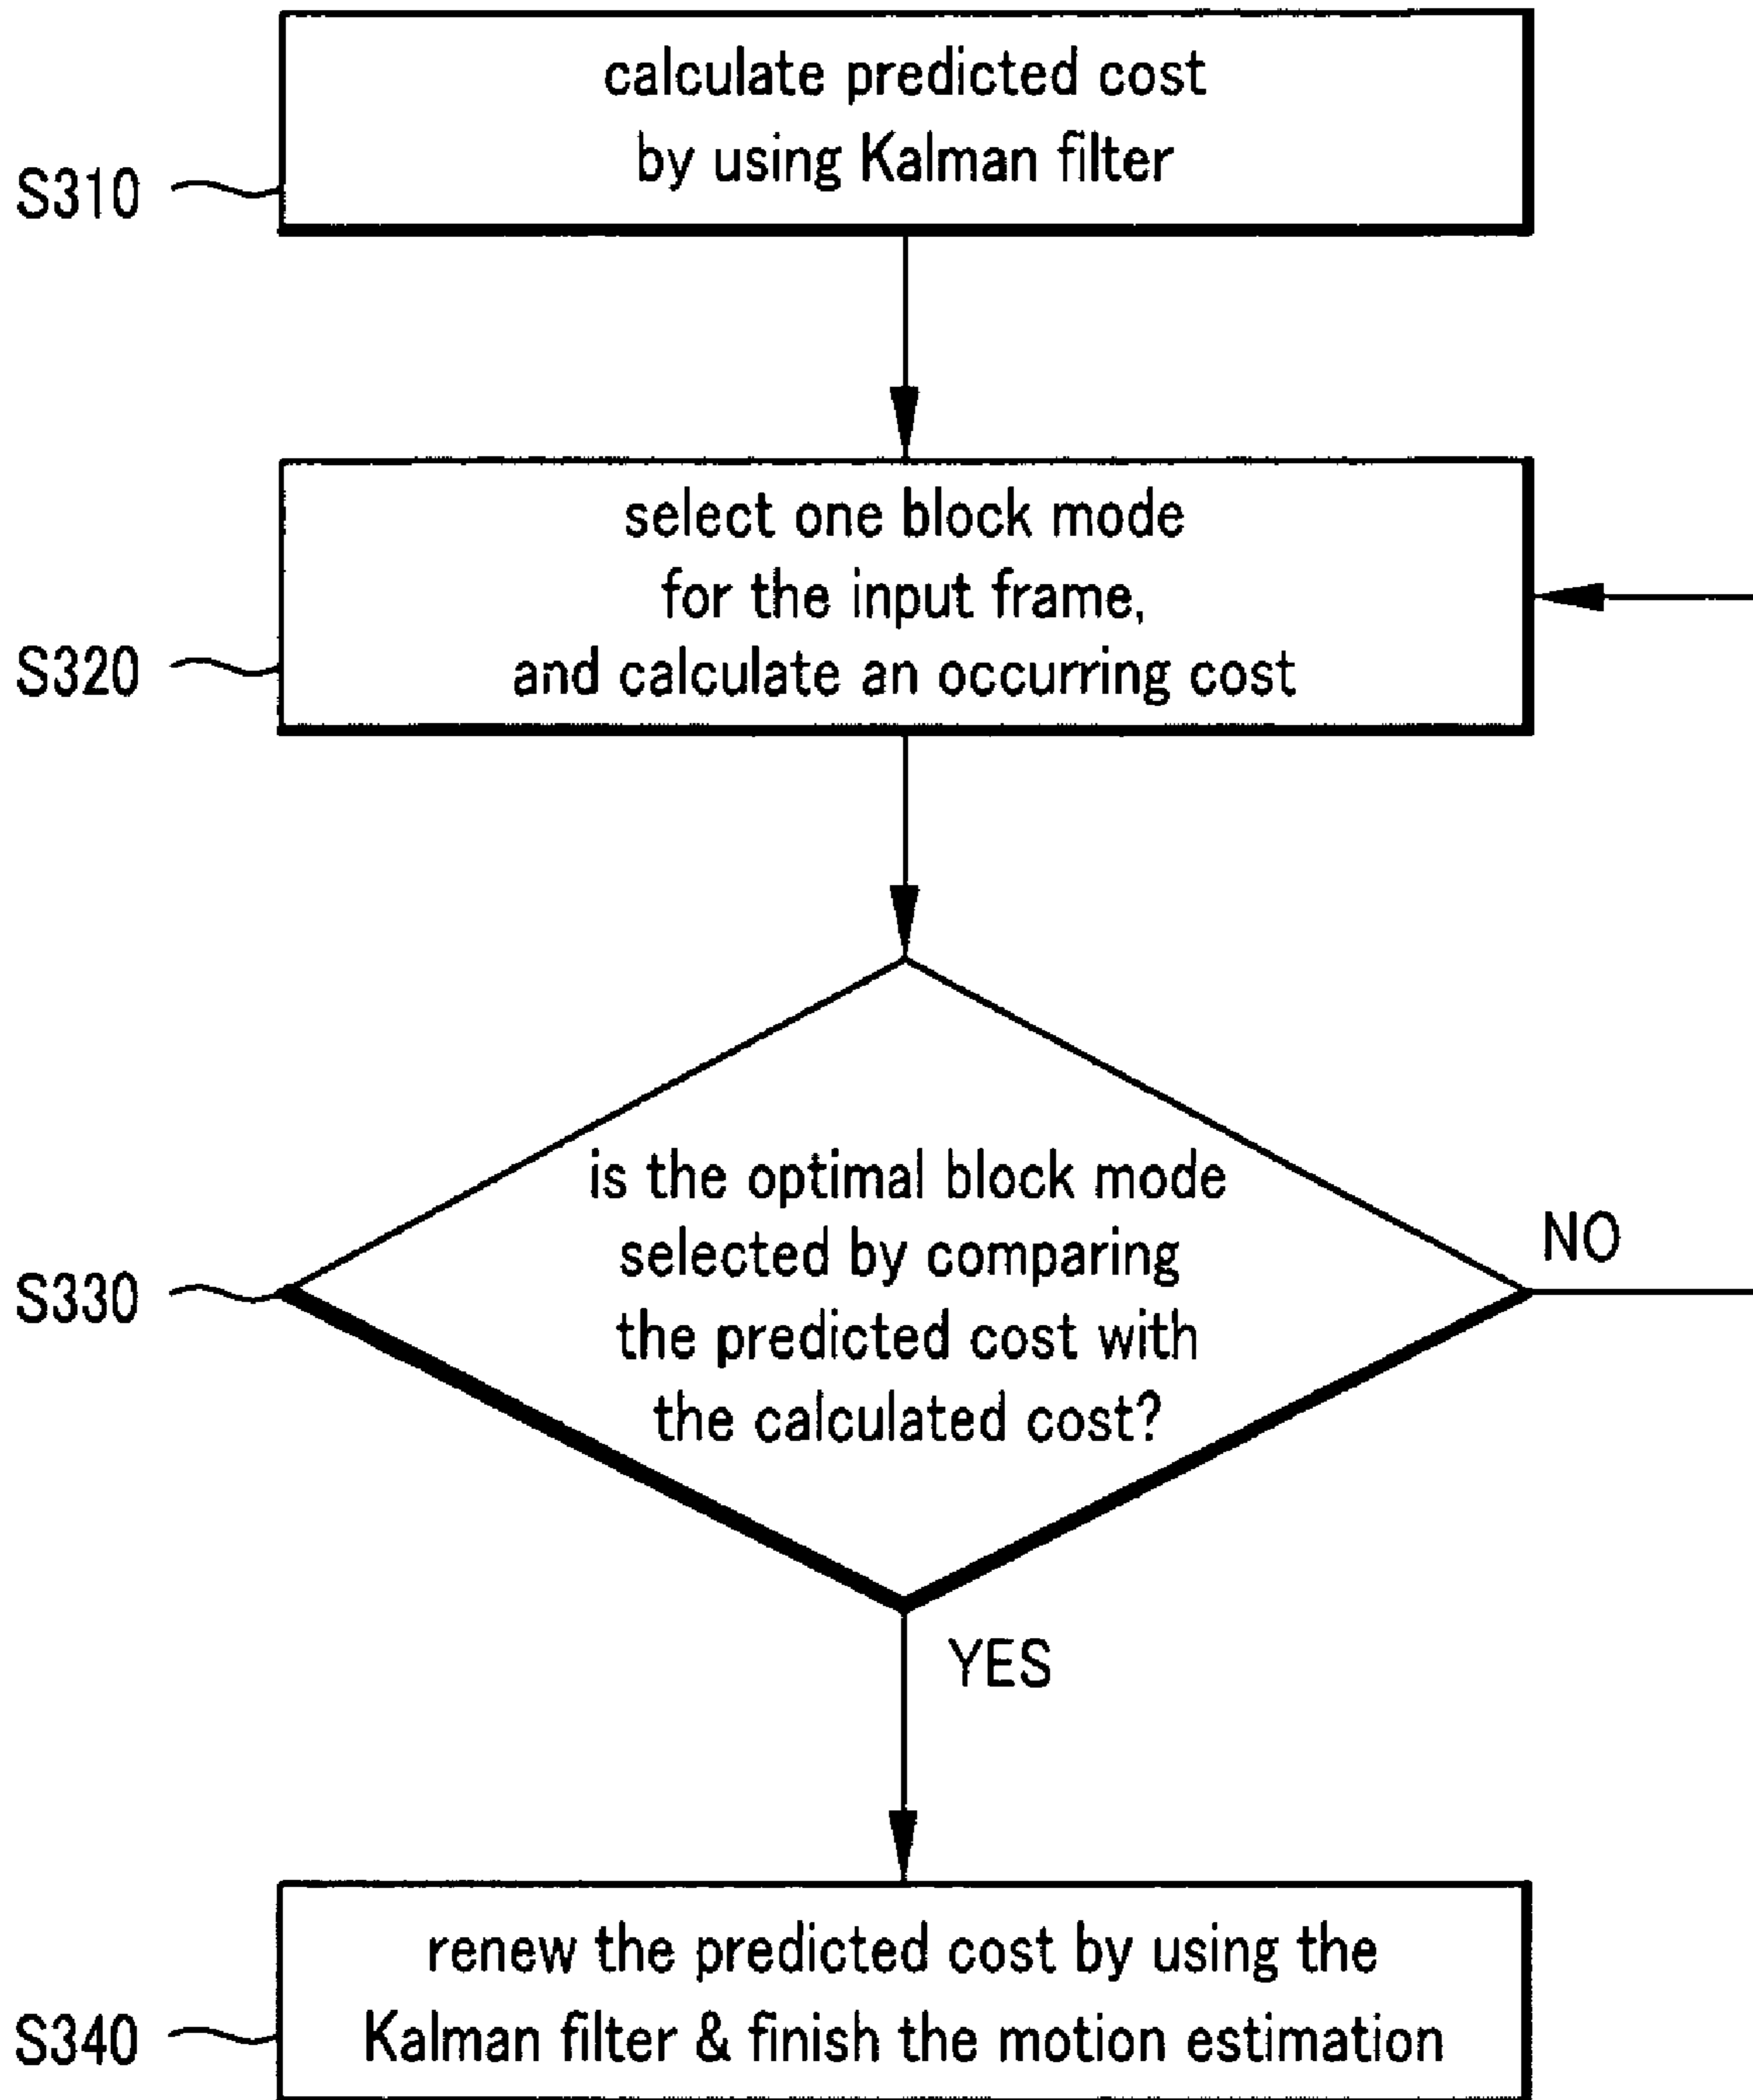 calculate predicted cost
by using Kalman filter
S310
select one block mode
for the input frame,
and calculate an occurring cost
S320
is the optimal block mode
selected by comparing
the predicted cost with
the calculated cost?
S330
NO
YES
renew the predicted cost by using the
Kalman filter & finish the motion estimation
S340